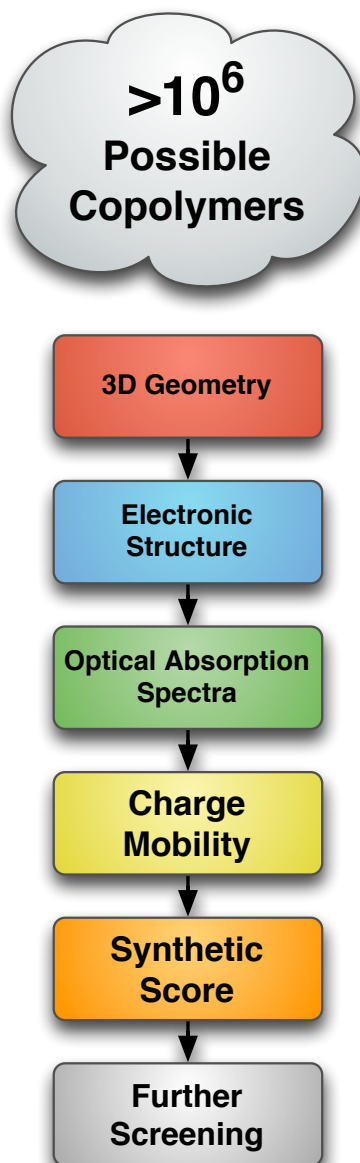 >10⁶
Possible
Copolymers
3D Geometry
Electronic
Structure
Optical Absorption
Spectra
Charge
Mobility
Synthetic
Score
Further
Screening